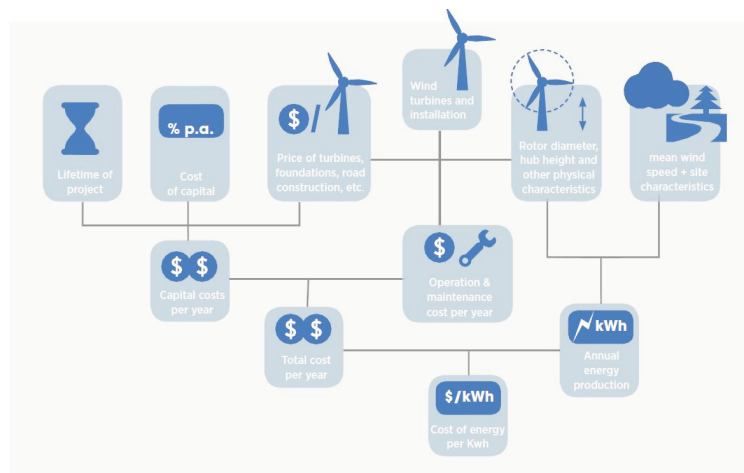 Wind
turbines and
installation
% p.a.
$ /
Lifetime of
project
Cost
of capital
Price of turbines,
foundations, road
construction, etc.
Rotor diameter,
hub height and
other physical
characteristics
mean wind
speed + site
characteristics
$ $
Capital costs
per year
$
Operation &
maintenance
cost per year
$ $
Total cost
per year
kWh
Annual
energy
production
$/kWh
Cost of energy
per Kwh